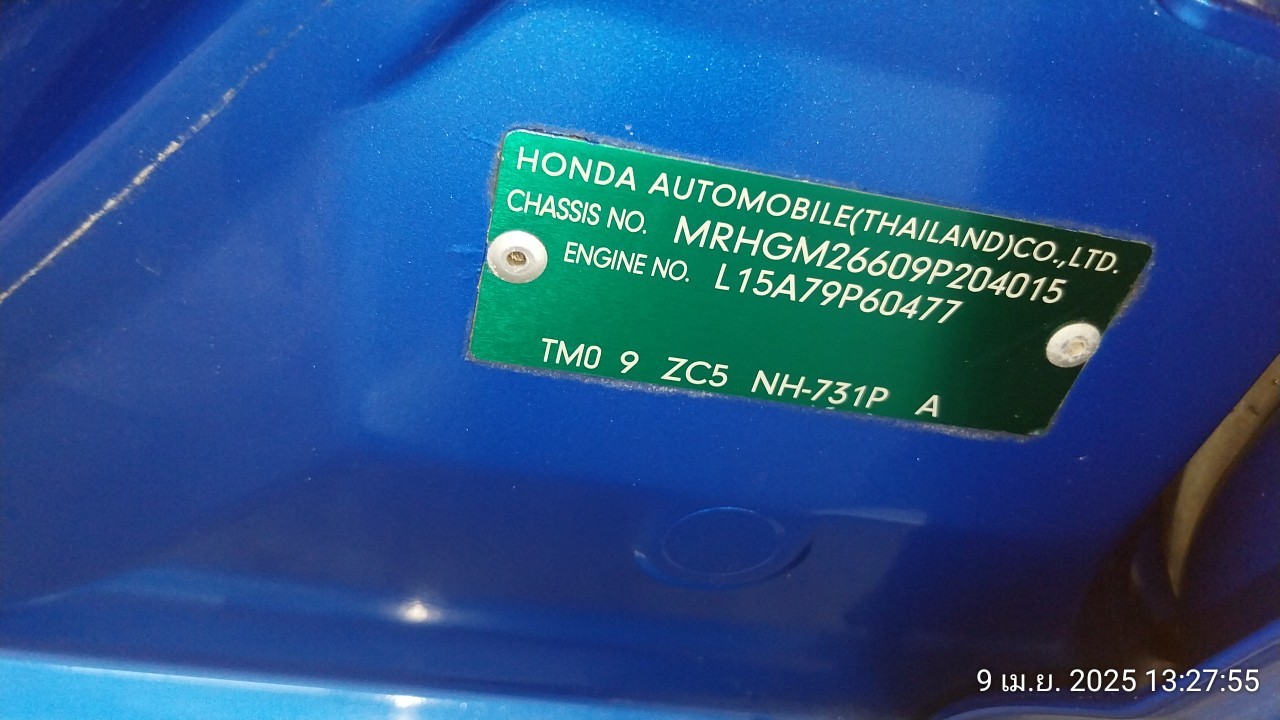 HONDA AUTOMOBILE(THAILAND)CO.,LTD.
CHASSIS NO. MRHGM26609P204015
ENGINE NO. L15A79P60477
TM0 9 ZC5 NH-731P A
9 เม.ย. 2025 13:27:55